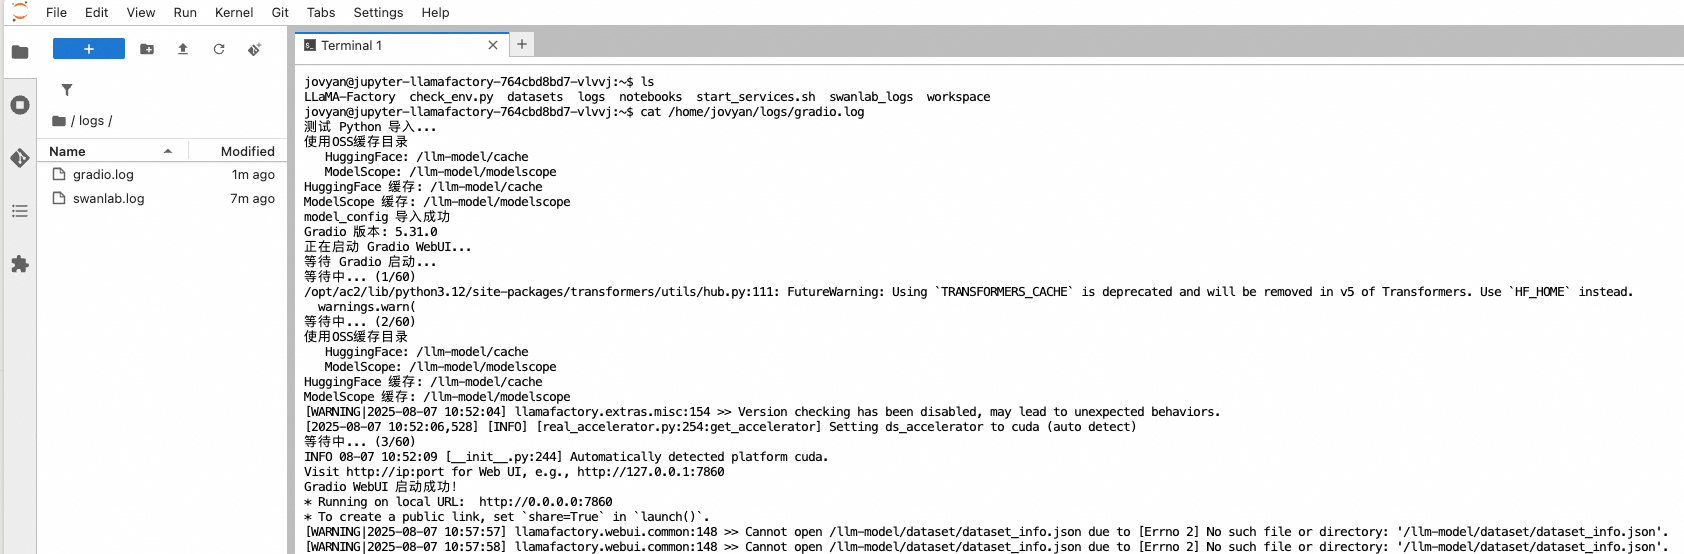 File Edit View Run Kernel Git Tabs Settings Help
Terminal 1
/ logs /
Name Modified
gradio.log 1m ago
swanlab.log 7m ago
jovyan@jupyter-llamafactory-764cbd8bd7-vlvvj:~$ ls
LLaMA-Factory check_env.py datasets logs notebooks start_services.sh swanlab_logs workspace
jovyan@jupyter-llamafactory-764cbd8bd7-vlvvj:~$ cat /home/jovyan/logs/gradio.log
测试 Python 导入...
使用OSS缓存目录
HuggingFace: /llm-model/cache
ModelScope: /llm-model/modelscope
HuggingFace 缓存: /llm-model/cache
ModelScope 缓存: /llm-model/modelscope
model_config 导入成功
Gradio 版本: 5.31.0
正在启动 Gradio WebUI...
等待 Gradio 启动...
等待中... (1/60)
/opt/ac2/lib/python3.12/site-packages/transformers/utils/hub.py:111: FutureWarning: Using `TRANSFORMERS_CACHE` is deprecated and will be removed in v5 of Transformers. Use `HF_HOME` instead.
warnings.warn(
等待中... (2/60)
使用OSS缓存目录
HuggingFace: /llm-model/cache
ModelScope: /llm-model/modelscope
HuggingFace 缓存: /llm-model/cache
ModelScope 缓存: /llm-model/modelscope
[WARNING|2025-08-07 10:52:04] llamafactory.extras.misc:154 >> Version checking has been disabled, may lead to unexpected behaviors.
[2025-08-07 10:52:06,528] [INFO] [real_accelerator.py:254:get_accelerator] Setting ds_accelerator to cuda (auto detect)
等待中... (3/60)
INFO 08-07 10:52:09 [__init__.py:244] Automatically detected platform cuda.
Visit http://ip:port for Web UI, e.g., http://127.0.0.1:7860
Gradio WebUI 启动成功!
* Running on local URL:  http://0.0.0.0:7860
* To create a public link, set `share=True` in `launch()`.
[WARNING|2025-08-07 10:57:57] llamafactory.webui.common:148 >> Cannot open /llm-model/dataset/dataset_info.json due to [Errno 2] No such file or directory: '/llm-model/dataset/dataset_info.json'.
[WARNING|2025-08-07 10:57:58] llamafactory.webui.common:148 >> Cannot open /llm-model/dataset/dataset_info.json due to [Errno 2] No such file or directory: '/llm-model/dataset/dataset_info.json'.